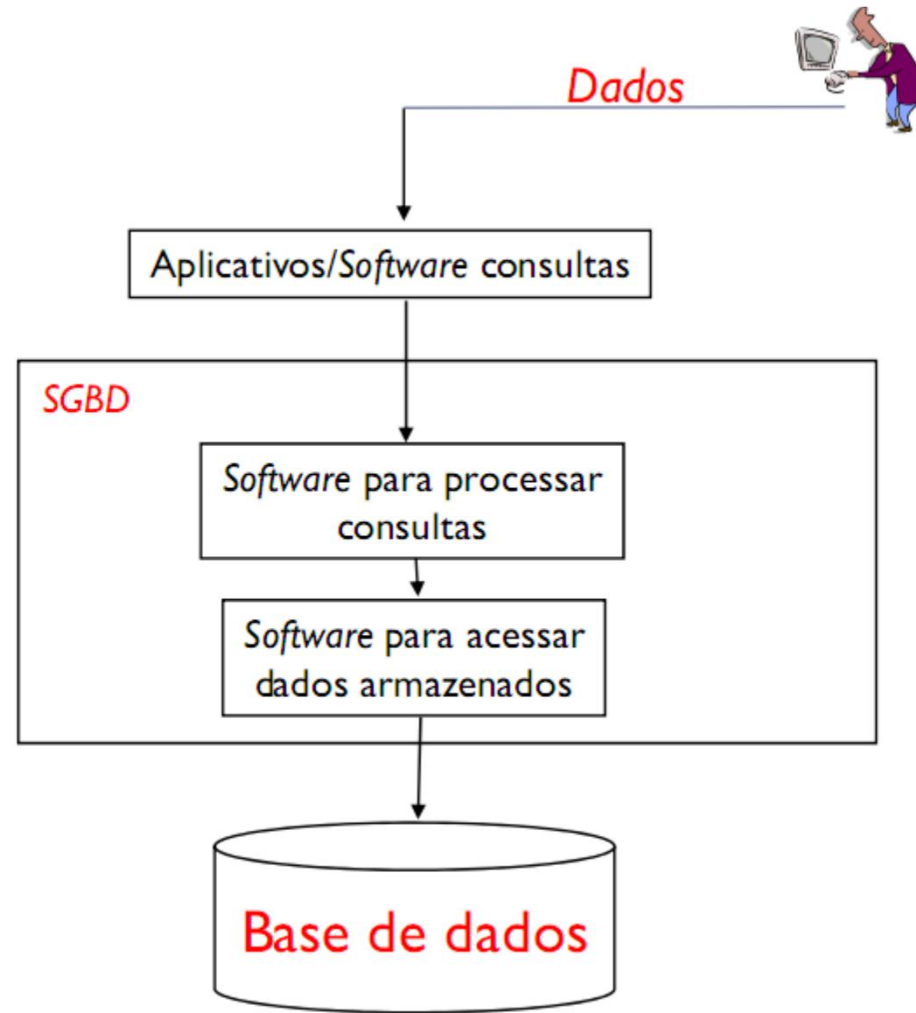 Dados
Aplicativos/Software consultas
SGBD
Software para processar
consultas
Software para acessar
dados armazenados
Base de dados